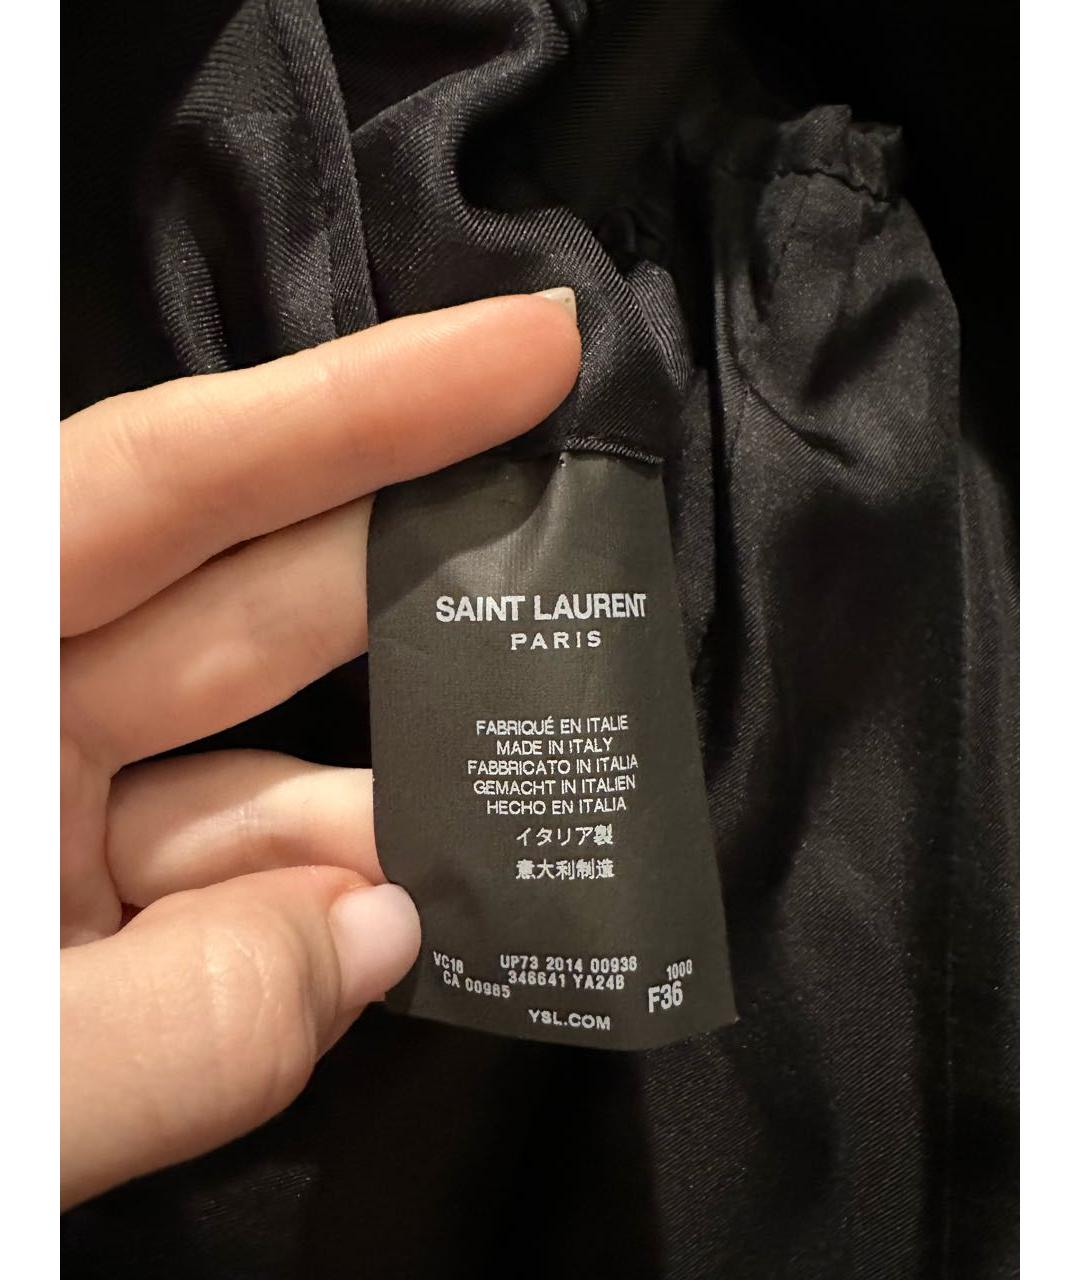 SAINT LAURENT
PARIS
FABRIQUÉ EN ITALIE
MADE IN ITALY
FABBRICATO IN ITALIA
GEMACHT IN ITALIEN
HECHO EN ITALIA
イタリア製
意大利制造
VC18 UP73 2014 00936 1000
CA 00985 346641 YA24B F36
YSL.COM